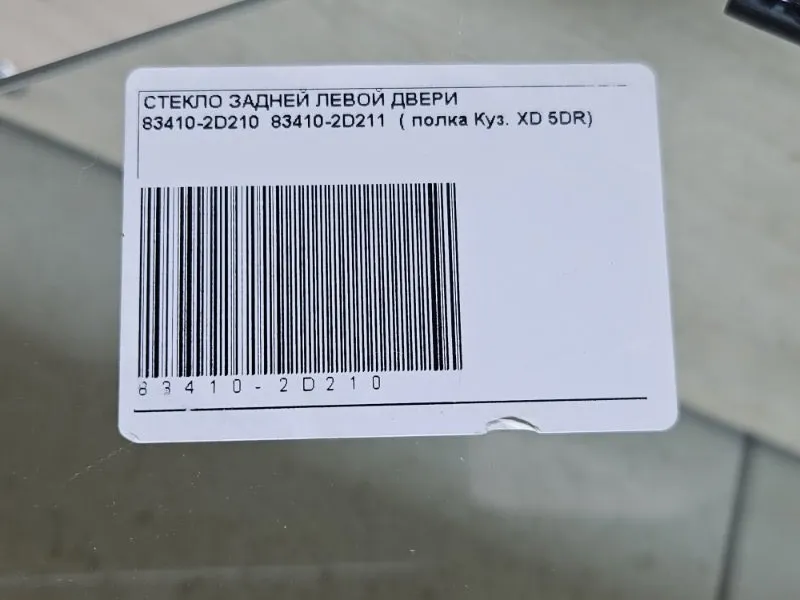 СТЕКЛО ЗАДНЕЙ ЛЕВОЙ ДВЕРИ
83410-2D210 83410-2D211 ( полка Куз. XD 5DR)
83410-2D210